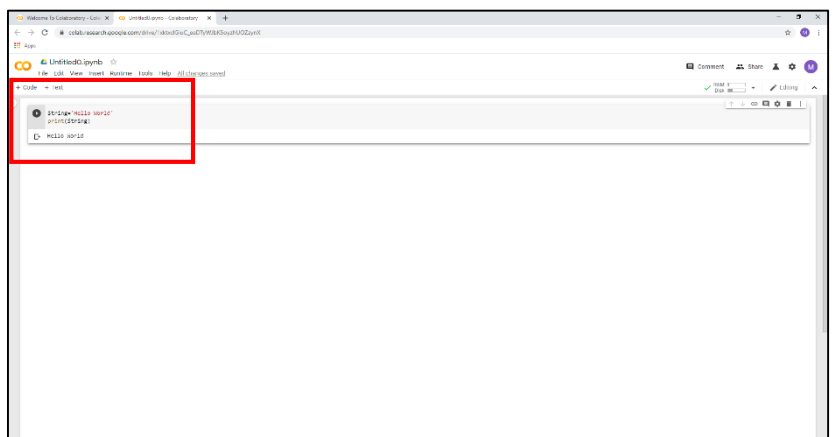 Welcome To Colaboratory - Cola
Untitled0.ipynb - Colaboratory
Apps
Untitled0.ipynb
File Edit View Insert Runtime Tools Help All changes saved
Comment Share M
+ Code + Text
RAM
Disk
Editing
String='Hello World'
print(String)
Hello World